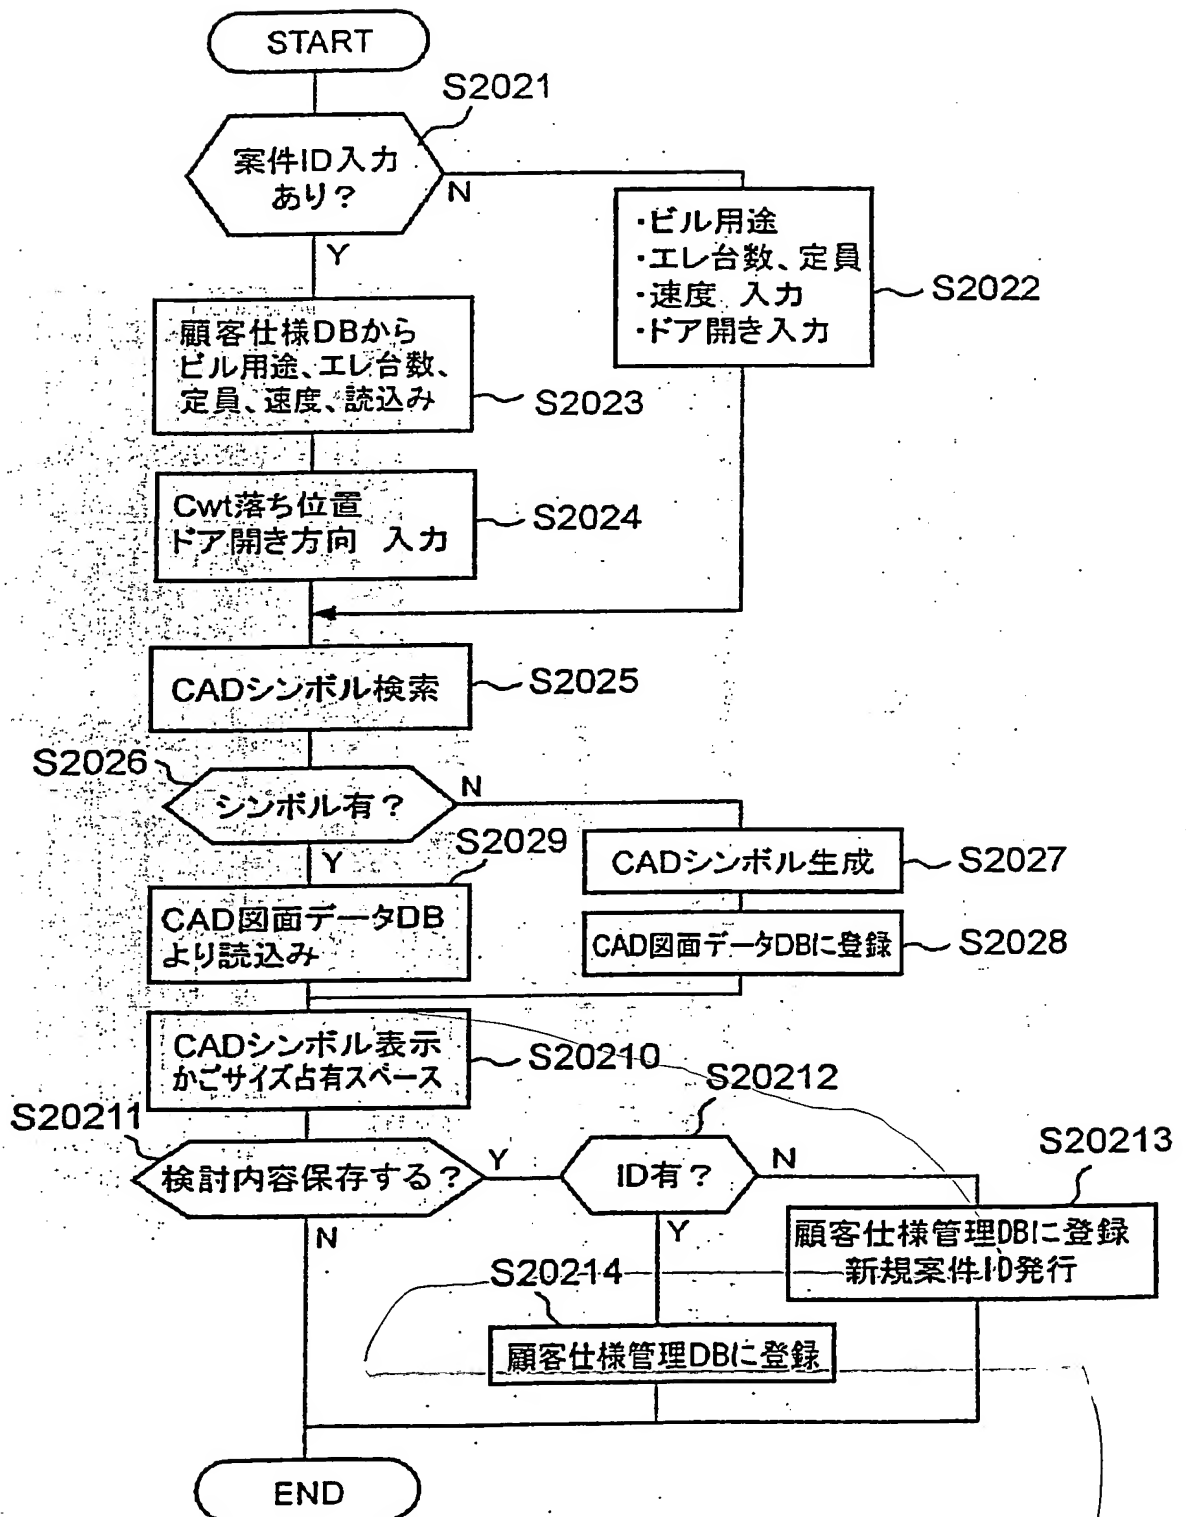 START
S2021
案件ID入力
あり?
N
Y
・ビル用途
・エレ台数、定員
・速度 入力
・ドア開き入力
S2022
顧客仕様DBから
ビル用途、エレ台数、
定員、速度、読込み
S2023
Cwt落ち位置
ドア開き方向 入力
S2024
CADシンボル検索
S2025
S2026
シンボル有?
N
Y
S2029
CADシンボル生成
S2027
CAD図面データDB
より読込み
CAD図面データDBに登録
S2028
CADシンボル表示
かごサイズ占有スペース
S20210
S20211
検討内容保存する?
Y
N
S20212
ID有?
N
Y
S20213
顧客仕様管理DBに登録
新規案件ID発行
S20214
顧客仕様管理DBに登録
END